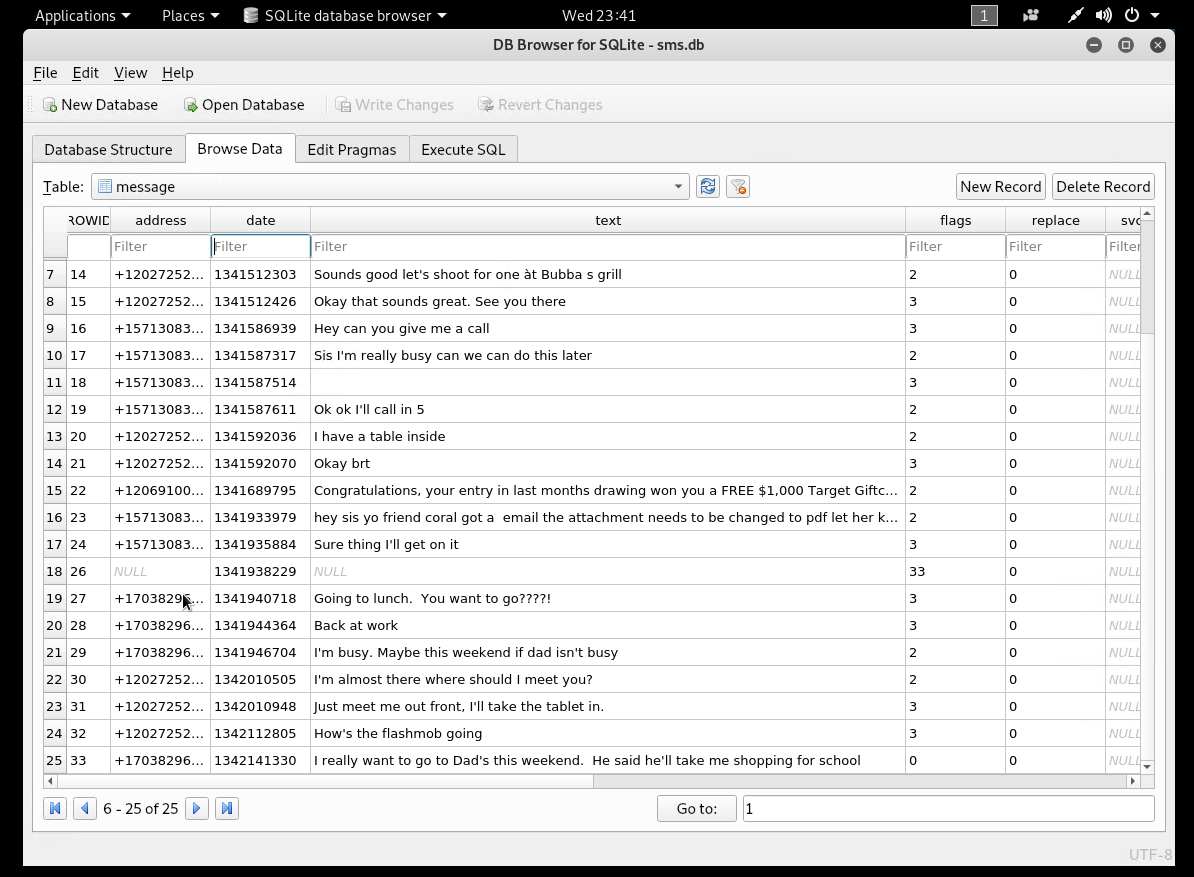 Applications Places SQLite database browser Wed 23:41 1
DB Browser for SQLite - sms.db
File Edit View Help
New Database Open Database Write Changes Revert Changes
Database Structure Browse Data Edit Pragmas Execute SQL
Table: message New Record Delete Record
ROWID address date text flags replace svc
Filter Filter Filter Filter Filter Filter
7 14 +12027252... 1341512303 Sounds good let's shoot for one àt Bubba s grill 2 0 NULL
8 15 +12027252... 1341512426 Okay that sounds great. See you there 3 0 NULL
9 16 +15713083... 1341586939 Hey can you give me a call 3 0 NULL
10 17 +15713083... 1341587317 Sis I'm really busy can we can do this later 2 0 NULL
11 18 +15713083... 1341587514 3 0 NULL
12 19 +15713083... 1341587611 Ok ok I'll call in 5 2 0 NULL
13 20 +12027252... 1341592036 I have a table inside 2 0 NULL
14 21 +12027252... 1341592070 Okay brt 3 0 NULL
15 22 +12069100... 1341689795 Congratulations, your entry in last months drawing won you a FREE $1,000 Target Giftc... 2 0 NULL
16 23 +15713083... 1341933979 hey sis yo friend coral got a  email the attachment needs to be changed to pdf let her k... 2 0 NULL
17 24 +15713083... 1341935884 Sure thing I'll get on it 3 0 NULL
18 26 NULL 1341938229 NULL 33 0 NULL
19 27 +17038296... 1341940718 Going to lunch.  You want to go????! 3 0 NULL
20 28 +17038296... 1341944364 Back at work 3 0 NULL
21 29 +17038296... 1341946704 I'm busy. Maybe this weekend if dad isn't busy 2 0 NULL
22 30 +12027252... 1342010505 I'm almost there where should I meet you? 2 0 NULL
23 31 +12027252... 1342010948 Just meet me out front, I'll take the tablet in. 3 0 NULL
24 32 +12027252... 1342112805 How's the flashmob going 3 0 NULL
25 33 +17038296... 1342141330 I really want to go to Dad's this weekend.  He said he'll take me shopping for school 0 0 NULL
6 - 25 of 25 Go to: 1
UTF-8